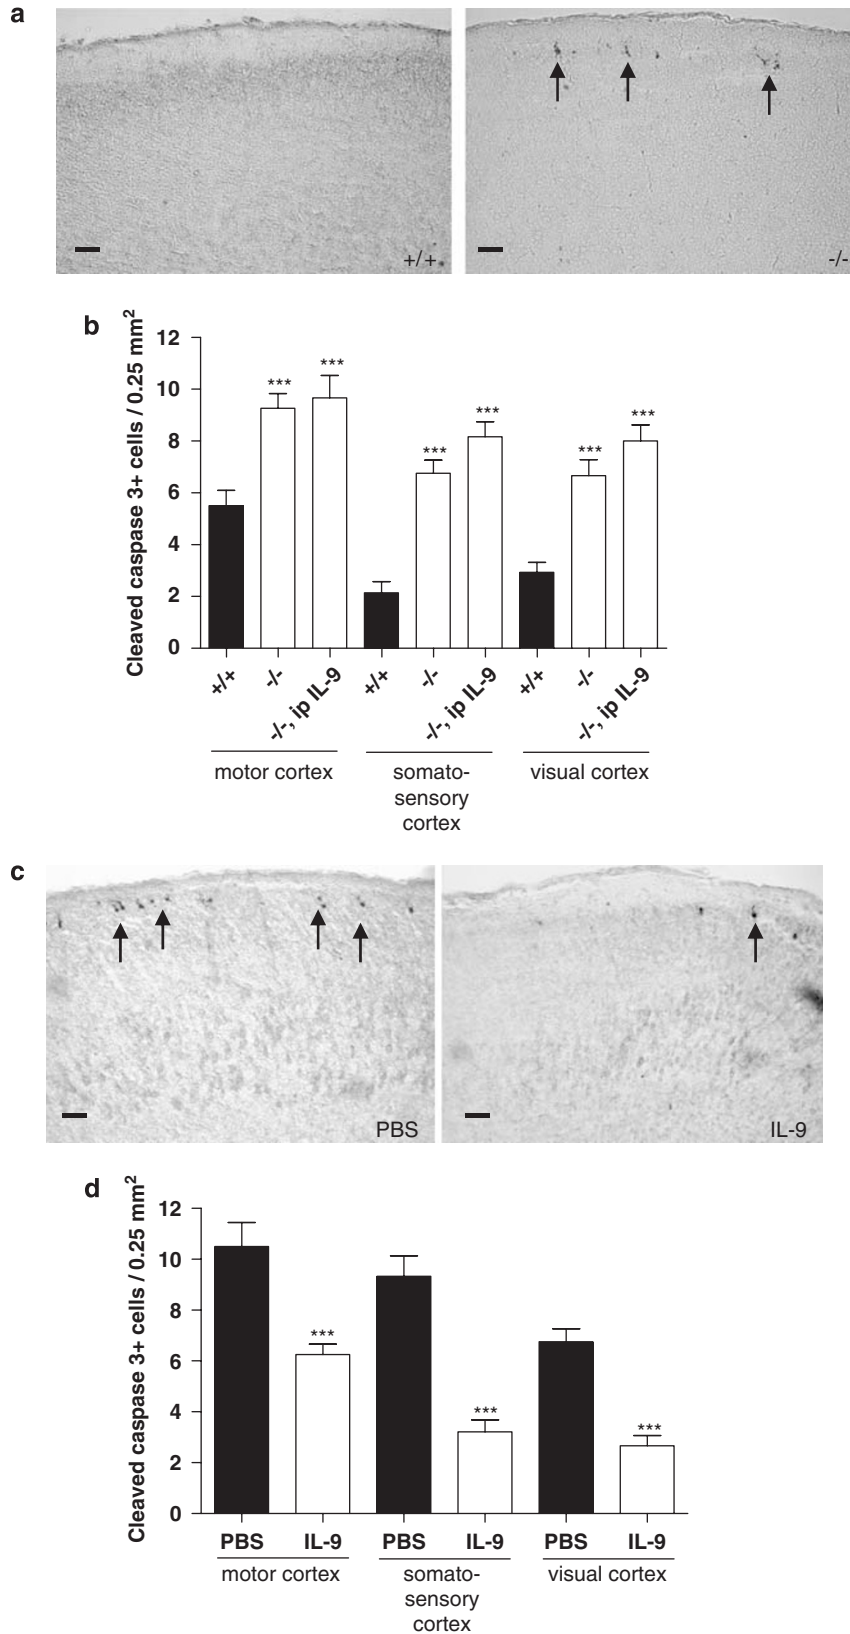 a
+/+
-/-
b
Cleaved caspase 3+ cells / 0.25 mm²
12
10
8
6
4
2
0
***
***
***
***
***
***
+/+
-/-
-/-, ip IL-9
+/+
-/-
-/-, ip IL-9
+/+
-/-
-/-, ip IL-9
motor cortex
somato-
sensory
cortex
visual cortex
c
PBS
IL-9
d
Cleaved caspase 3+ cells / 0.25 mm²
12
10
8
6
4
2
0
***
***
***
PBS
IL-9
PBS
IL-9
PBS
IL-9
motor cortex
somato-
sensory
cortex
visual cortex